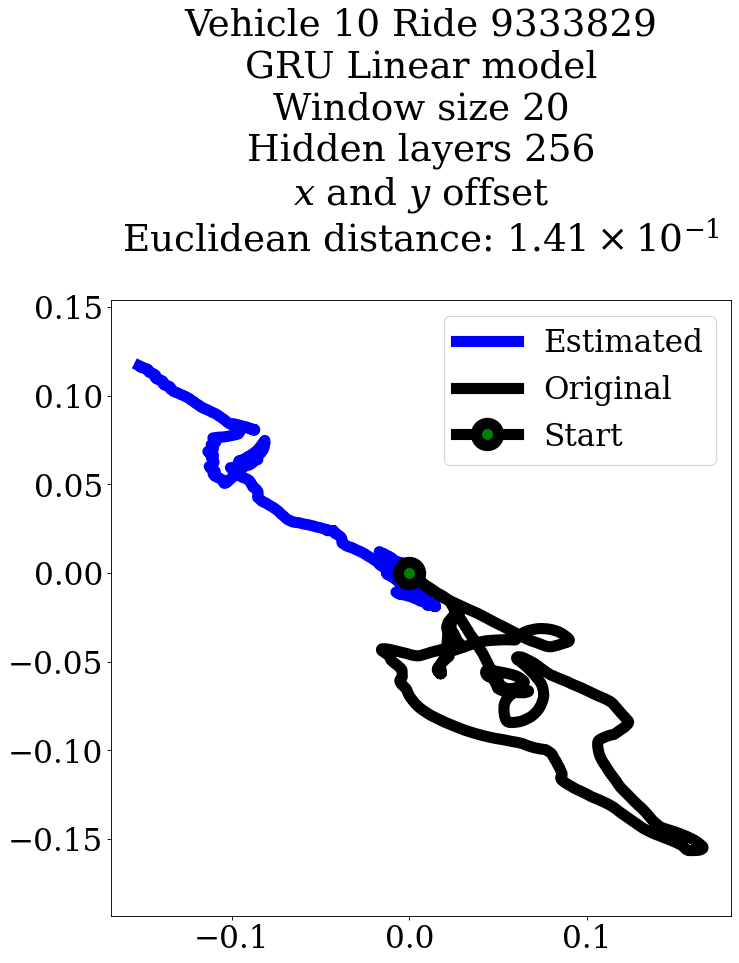 Vehicle 10 Ride 9333829
GRU Linear model
Window size 20
Hidden layers 256
x and y offset
Euclidean distance: 1.41 × 10⁻¹
0.15
0.10
0.05
0.00
−0.05
−0.10
−0.15
Estimated
Original
Start
−0.1
0.0
0.1